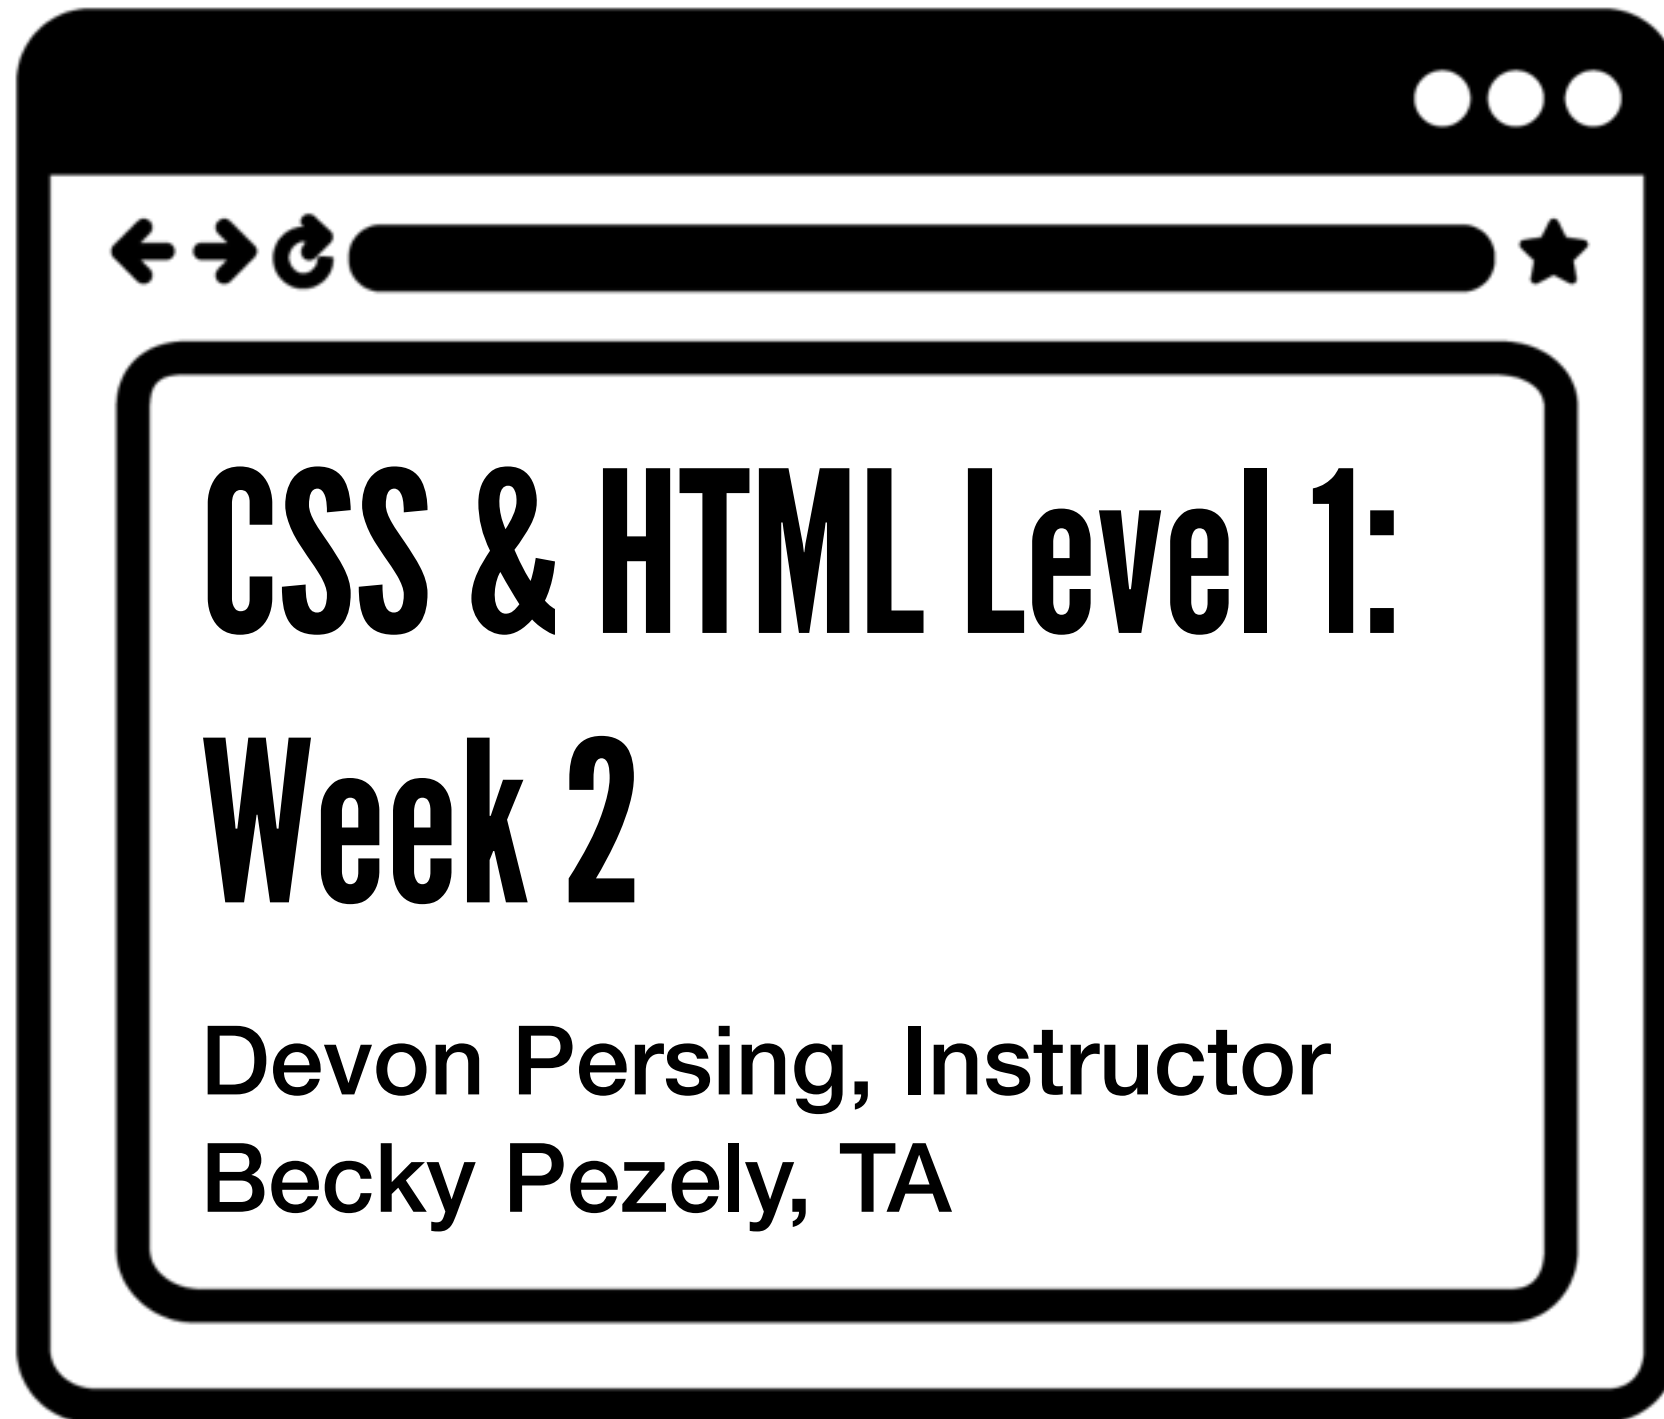 CSS & HTML Level 1:
Week 2
Devon Persing, Instructor
Becky Pezely, TA